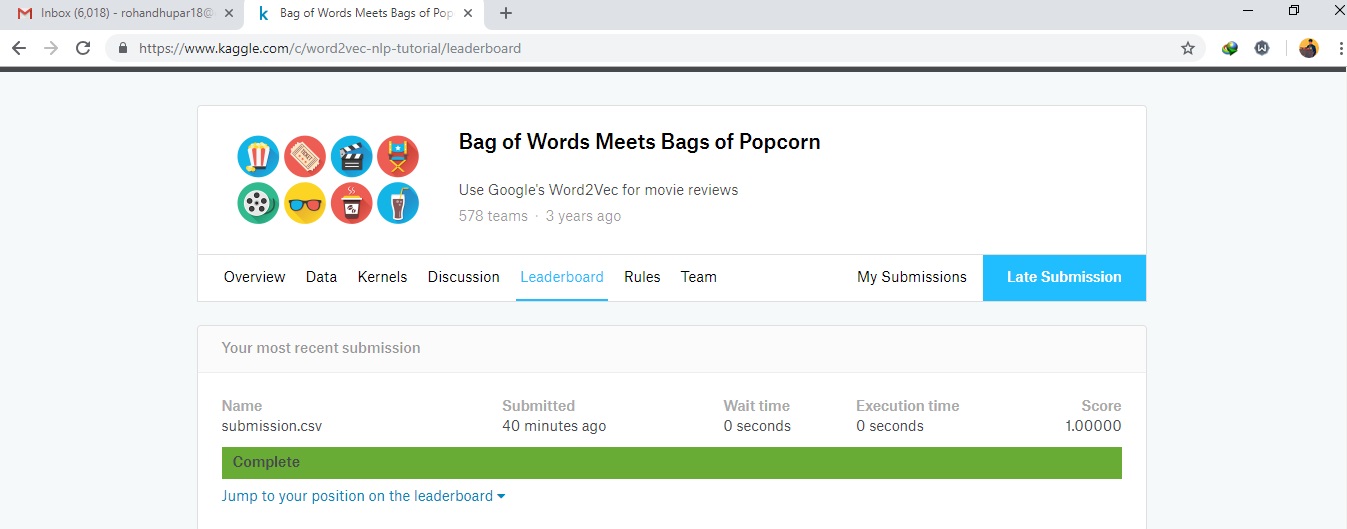 Inbox (6,018) - rohandhupar18@
Bag of Words Meets Bags of Pop
https://www.kaggle.com/c/word2vec-nlp-tutorial/leaderboard
TICKET
Bag of Words Meets Bags of Popcorn
Use Google's Word2Vec for movie reviews
578 teams · 3 years ago
Overview Data Kernels Discussion Leaderboard Rules Team My Submissions Late Submission
Your most recent submission
Name Submitted Wait time Execution time Score
submission.csv 40 minutes ago 0 seconds 0 seconds 1.00000
Complete
Jump to your position on the leaderboard